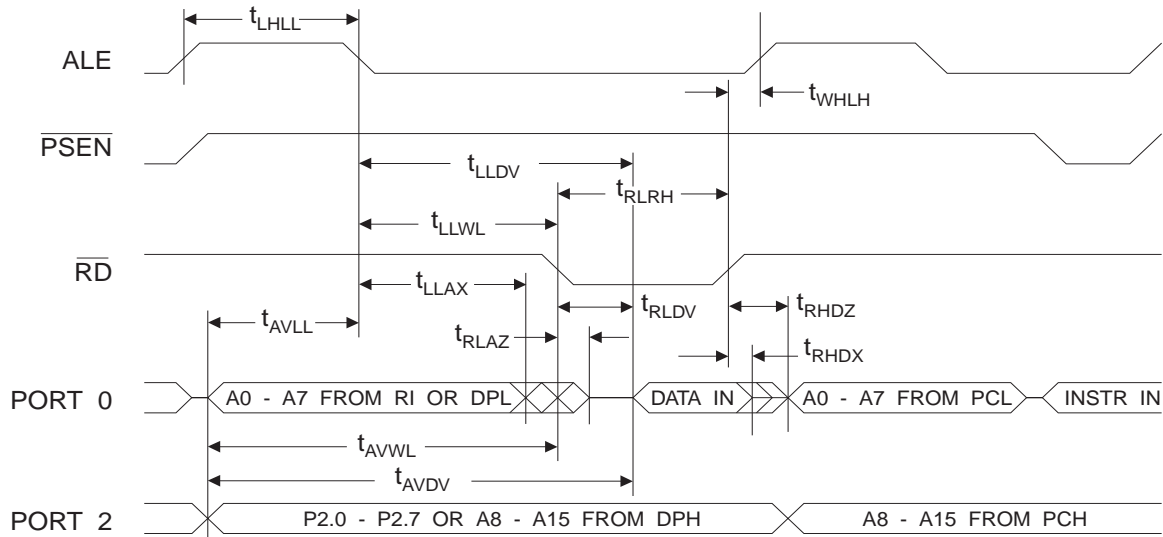 tLHLL
ALE
tWHLH
PSEN
tLLDV
tRLRH
tLLWL
RD
tLLAX
tRLDV
tRHDZ
tAVLL
tRLAZ
tRHDX
PORT 0
A0 - A7 FROM RI OR DPL
DATA IN
A0 - A7 FROM PCL
INSTR IN
tAVWL
tAVDV
PORT 2
P2.0 - P2.7 OR A8 - A15 FROM DPH
A8 - A15 FROM PCH